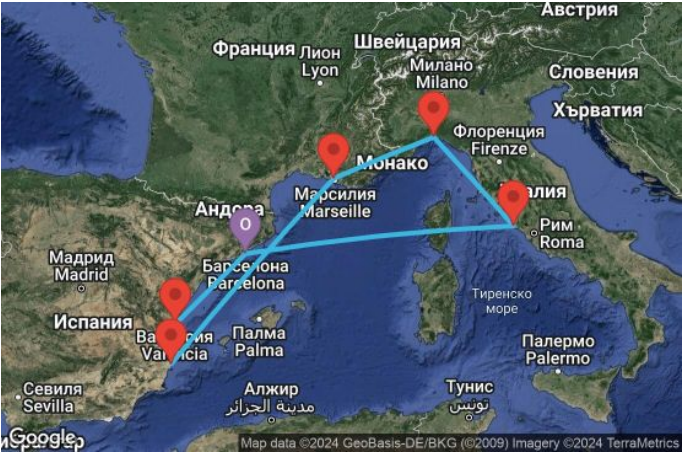 Австрия
Франция
Лион
Lyon
Швейцария
Милано
Milano
Словения
Хърватия
Флоренция
Firenze
Монако
Марсилия
Marseille
Италия
Андора
O
Рим
Roma
Барселона
Barcelona
Мадрид
Madrid
Тиренско
море
Испания
Валенсия
Valencia
Палма
Palma
Палермо
Palermo
Севиля
Sevilla
Алжир
مدينة الجزائر
Тунис
تونس
Google
Map data ©2024 GeoBasis-DE/BKG (©2009) Imagery ©2024 TerraMetrics